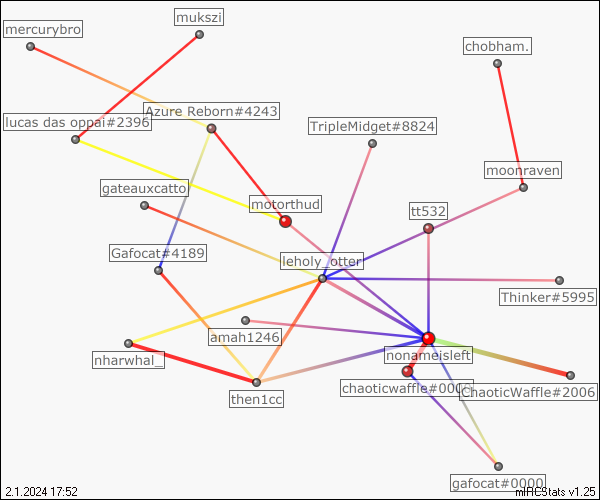 mukszi
mercurybro
chobham.
Azure Reborn#4243
lucas das oppai#2396
TripleMidget#8824
moonraven
gateauxcatto
motorthud
tt532
Gafocat#4189
leholy_otter
Thinker#5995
amah1246
nonameisleft
nharwhal_
chaoticwaffle#000
ChaoticWaffle#2006
then1cc
gafocat#0000
2.1.2024 17:52
mIRCStats v1.25